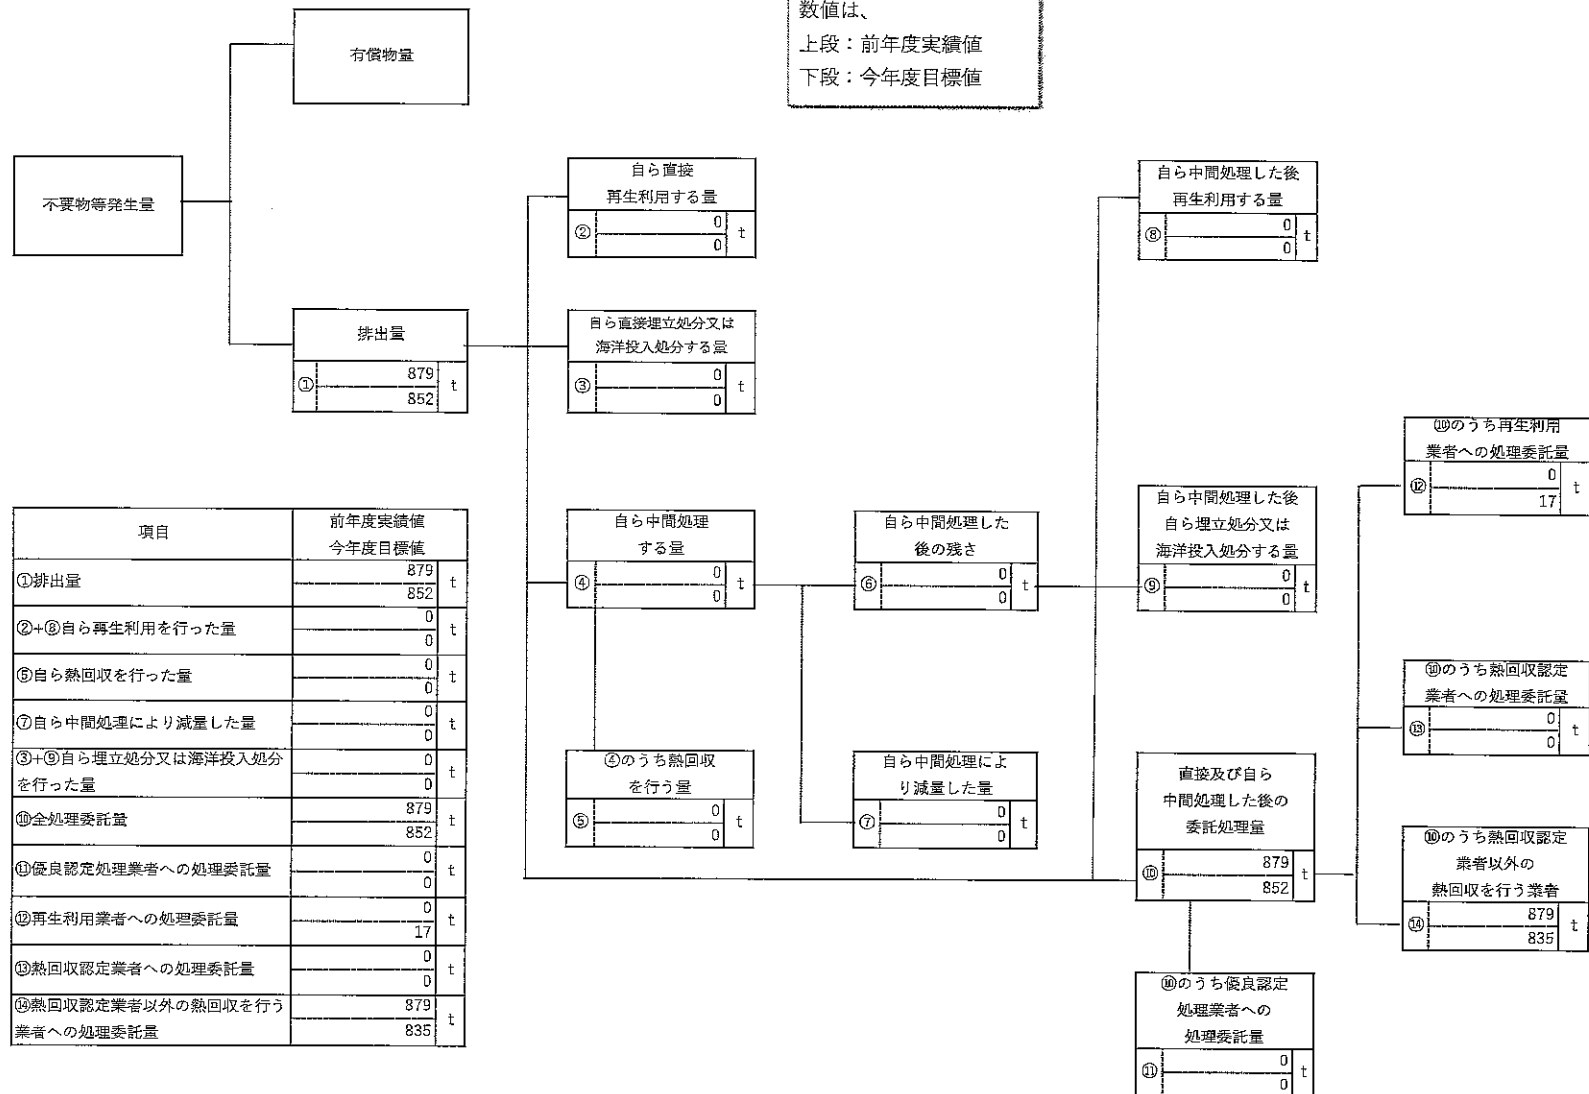 数値は、
上段：前年度実績値
下段：今年度目標値
有償物量
不要物等発生量
排出量
①
879
852
t
自ら直接
再生利用する量
②
0
0
t
自ら直接埋立処分又は
海洋投入処分する量
③
0
0
t
自ら中間処理
する量
④
0
0
t
④のうち熱回収
を行う量
⑤
0
0
t
自ら中間処理した
後の残さ
⑥
0
0
t
自ら中間処理によ
り減量した量
⑦
0
0
t
自ら中間処理した後
再生利用する量
⑧
0
0
t
自ら中間処理した後
自ら埋立処分又は
海洋投入処分する量
⑨
0
0
t
直接及び自ら
中間処理した後の
委託処理量
⑩
879
852
t
⑩のうち優良認定
処理業者への
処理委託量
⑪
0
0
t
⑩のうち再生利用
業者への処理委託量
⑫
0
17
t
⑩のうち熱回収認定
業者への処理委託量
⑬
0
0
t
⑩のうち熱回収認定
業者以外の
熱回収を行う業者
⑭
879
835
t
項目
前年度実績値
今年度目標値
①排出量
879
852
t
②+⑧自ら再生利用を行った量
0
0
t
⑤自ら熱回収を行った量
0
0
t
⑦自ら中間処理により減量した量
0
0
t
③+⑨自ら埋立処分又は海洋投入処分
を行った量
0
0
t
⑩全処理委託量
879
852
t
⑪優良認定処理業者への処理委託量
0
0
t
⑫再生利用業者への処理委託量
0
17
t
⑬熱回収認定業者への処理委託量
0
0
t
⑭熱回収認定業者以外の熱回収を行う
業者への処理委託量
879
835
t